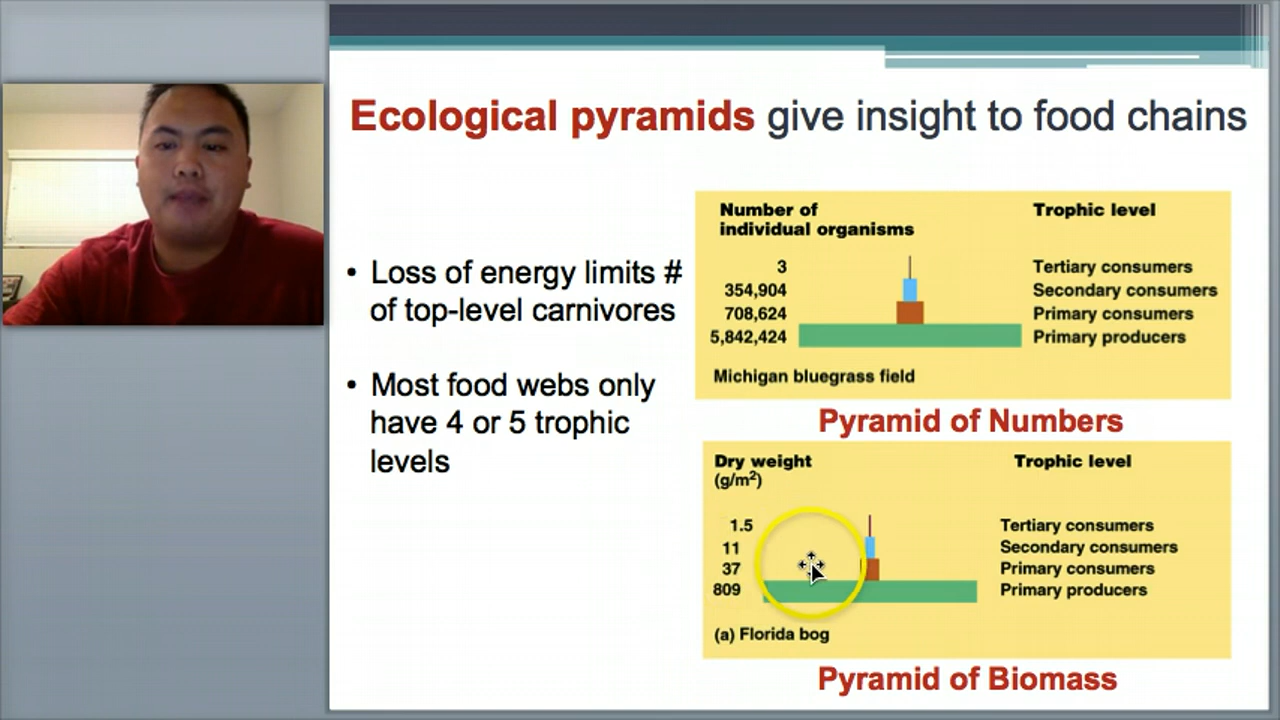 Ecological pyramids give insight to food chains
• Loss of energy limits #
of top-level carnivores
• Most food webs only
have 4 or 5 trophic
levels
Number of
individual organisms
Trophic level
3 Tertiary consumers
354,904 Secondary consumers
708,624 Primary consumers
5,842,424 Primary producers
Michigan bluegrass field
Pyramid of Numbers
Dry weight
(g/m²)
Trophic level
1.5 Tertiary consumers
11 Secondary consumers
37 Primary consumers
809 Primary producers
(a) Florida bog
Pyramid of Biomass